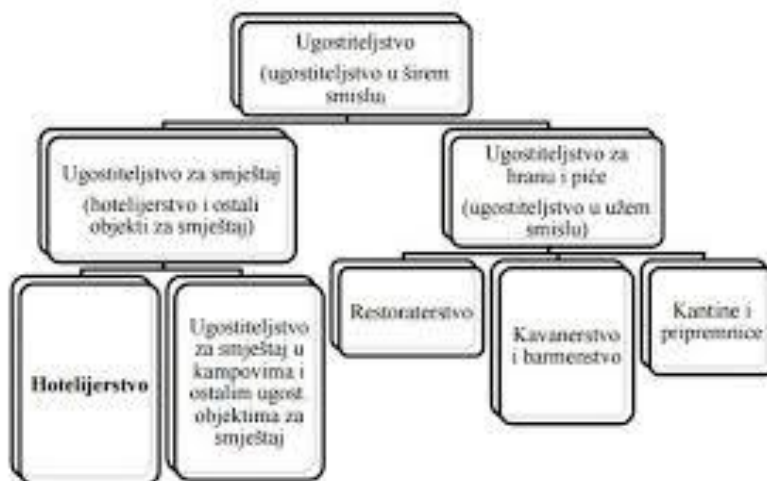 Ugostiteljstvo
(ugostiteljstvo u širem
smislu)
Ugostiteljstvo za smještaj
(hotelijerstvo i ostali
objekti za smještaj)
Ugostiteljstvo za
hranu i piće
(ugostiteljstvo u užem
smislu)
Hotelijerstvo
Ugostiteljstvo
za smještaj u
kampovima i
ostalim ugost.
objektima za
smještaj
Restoraterstvo
Kavanerstvo
i barmenstvo
Kantine i
pripremnice